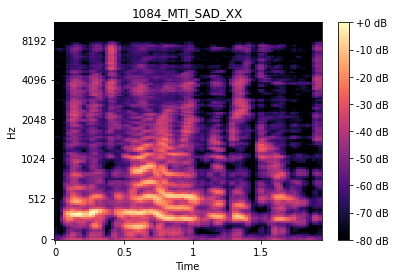 1084_MTI_SAD_XX
+0 dB
8192
-10 dB
4096
-20 dB
-30 dB
Hz
2048
-40 dB
1024
-50 dB
512
-60 dB
-70 dB
0
-80 dB
0 0.5 1 1.5
Time